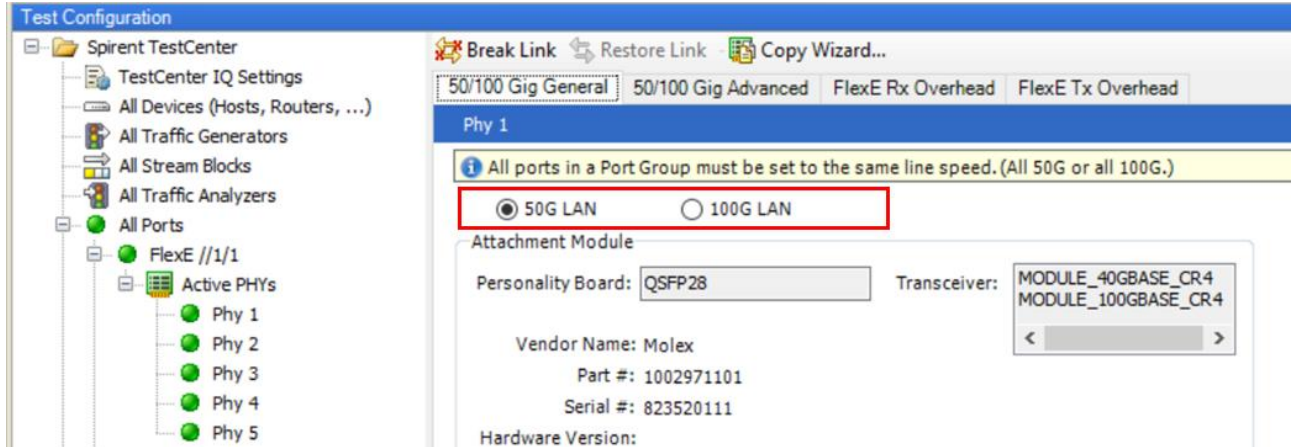 Test Configuration
Spirent TestCenter
TestCenter IQ Settings
All Devices (Hosts, Routers, ...)
All Traffic Generators
All Stream Blocks
All Traffic Analyzers
All Ports
FlexE //1/1
Active PHYs
Phy 1
Phy 2
Phy 3
Phy 4
Phy 5
Break Link Restore Link Copy Wizard...
50/100 Gig General 50/100 Gig Advanced FlexE Rx Overhead FlexE Tx Overhead
Phy 1
All ports in a Port Group must be set to the same line speed. (All 50G or all 100G.)
50G LAN 100G LAN
Attachment Module
Personality Board: QSFP28 Transceiver: MODULE_40GBASE_CR4
MODULE_100GBASE_CR4
Vendor Name: Molex
Part #: 1002971101
Serial #: 823520111
Hardware Version: